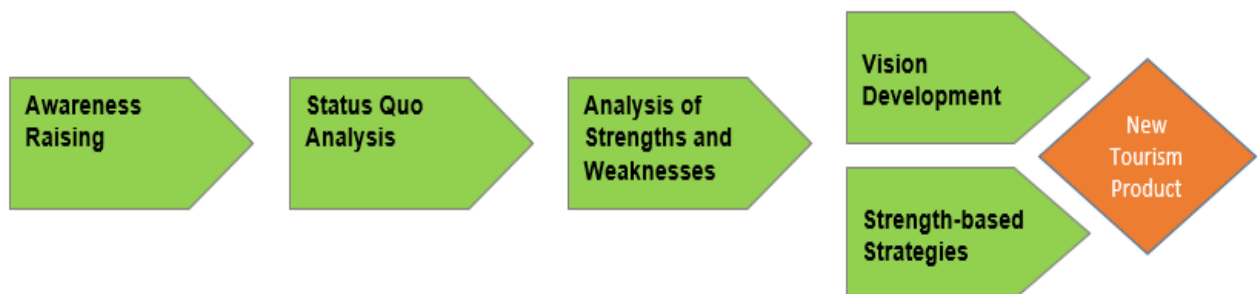 Awareness
Raising
Status Quo
Analysis
Analysis of
Strengths and
Weaknesses
Vision
Development
Strength-based
Strategies
New
Tourism
Product